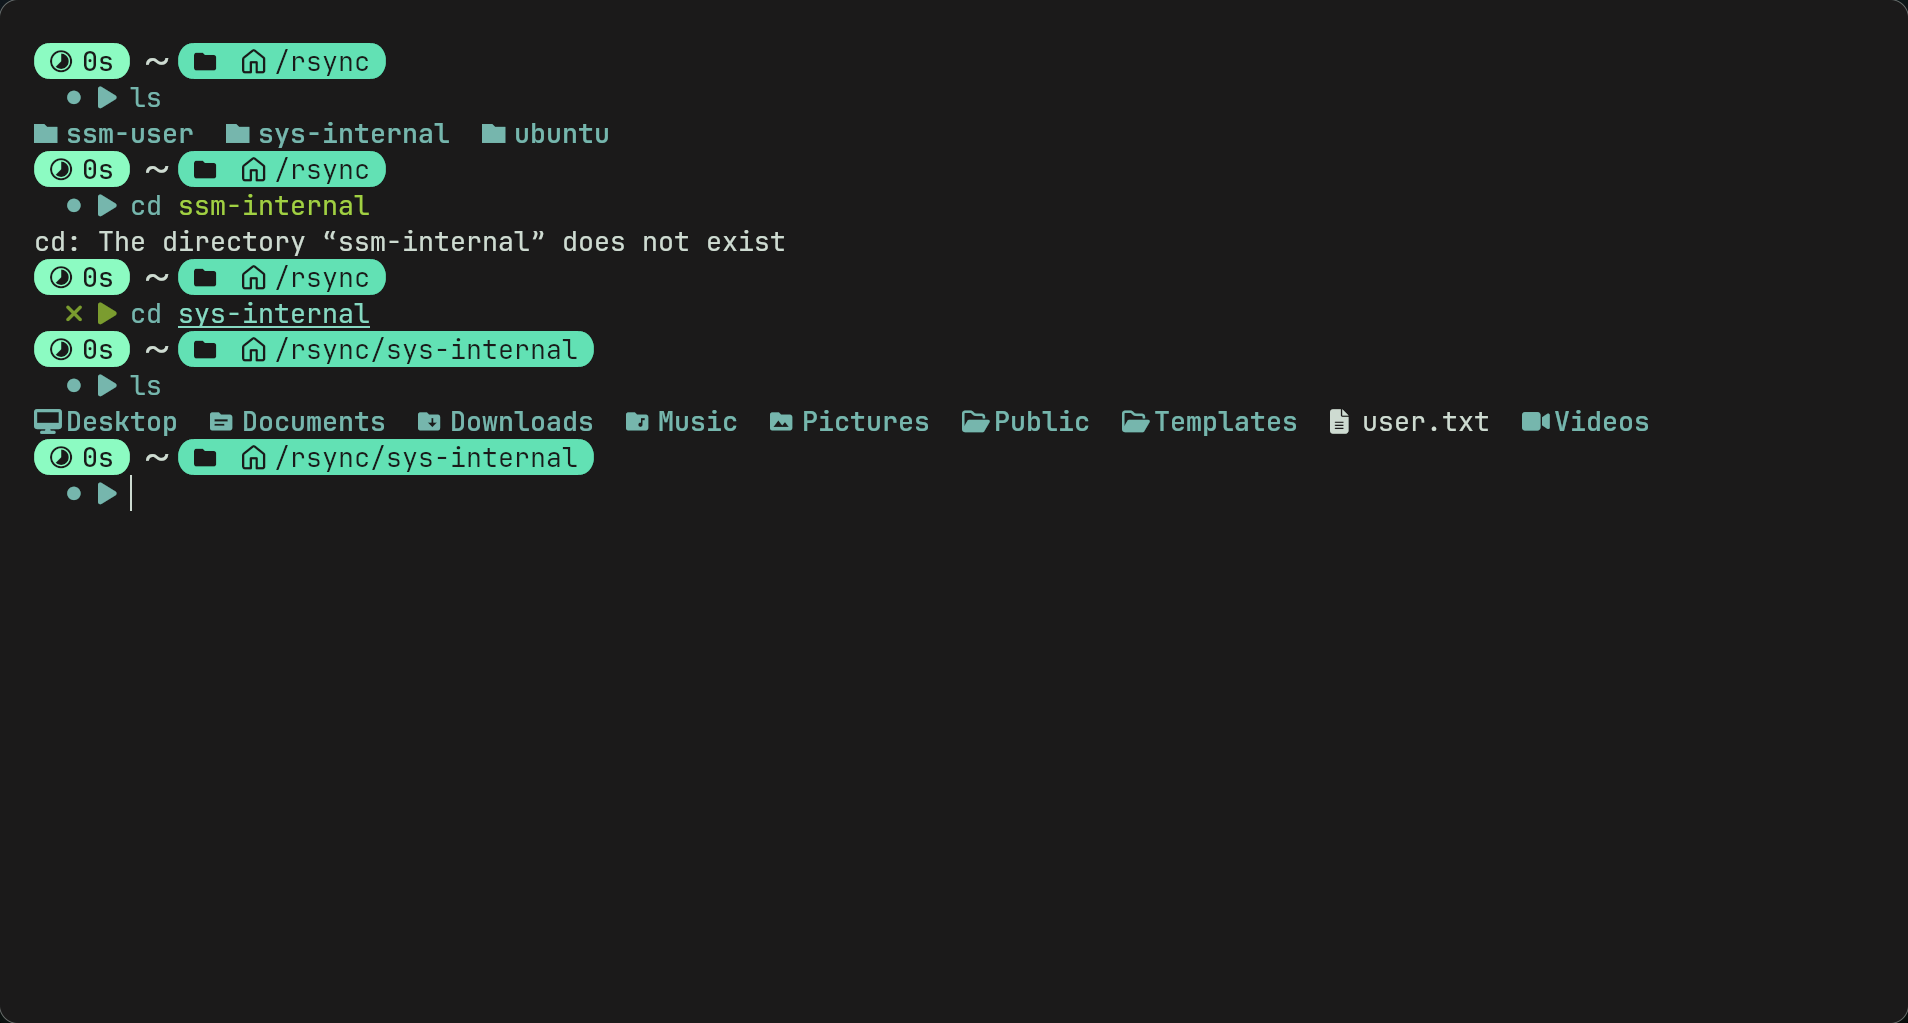 0s ~ /rsync
ls
ssm-user sys-internal ubuntu
0s ~ /rsync
cd ssm-internal
cd: The directory “ssm-internal” does not exist
0s ~ /rsync
cd sys-internal
0s ~ /rsync/sys-internal
ls
Desktop Documents Downloads Music Pictures Public Templates user.txt Videos
0s ~ /rsync/sys-internal